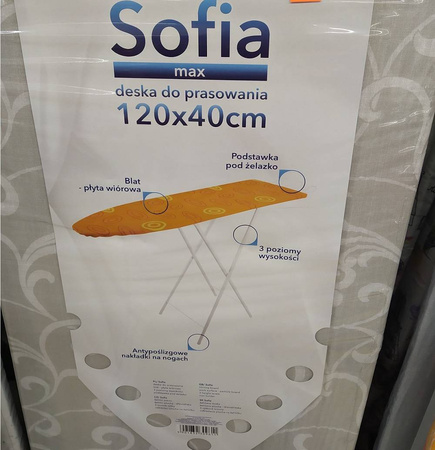 Sofia
max
deska do prasowania
120x40cm
Podstawka
pod żelazko
Blat
- płyta wiórowa
3 poziomy
wysokości
Antypoślizgowe
nakładki na nogach